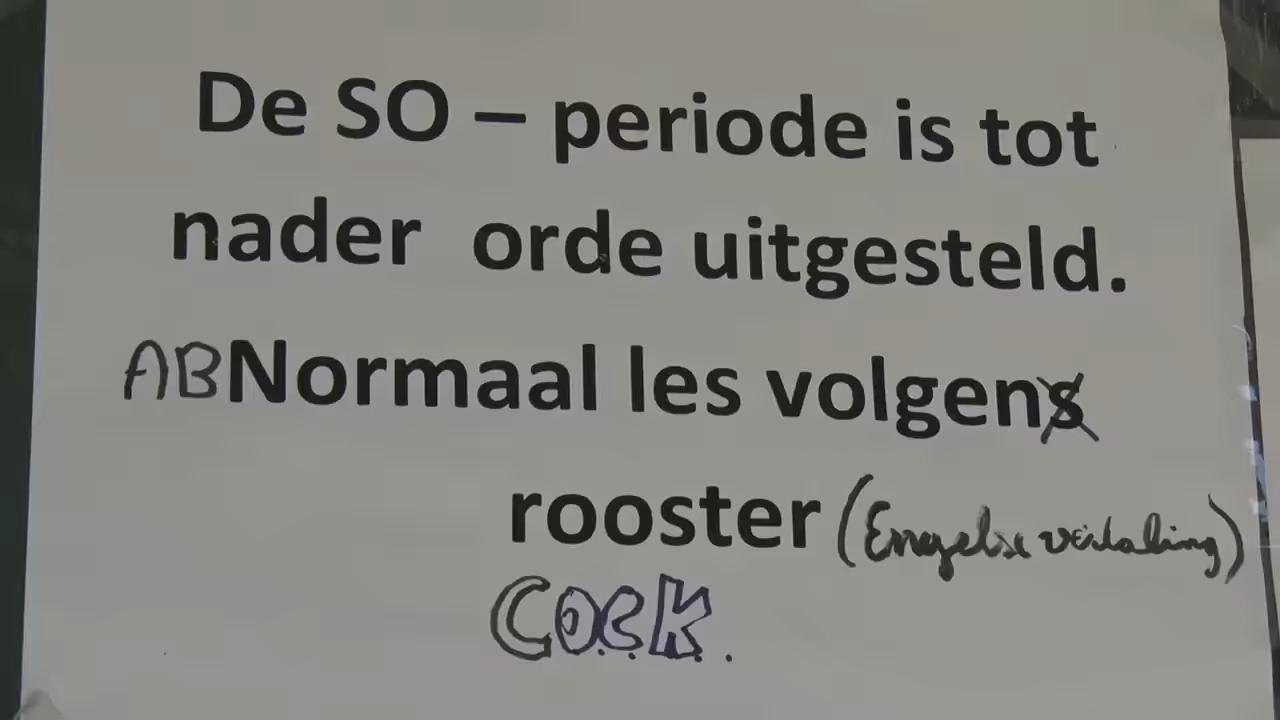 De SO – periode is tot
nader orde uitgesteld.
ABNormaal les volgens
rooster (Engelse vertaling)
COCK.